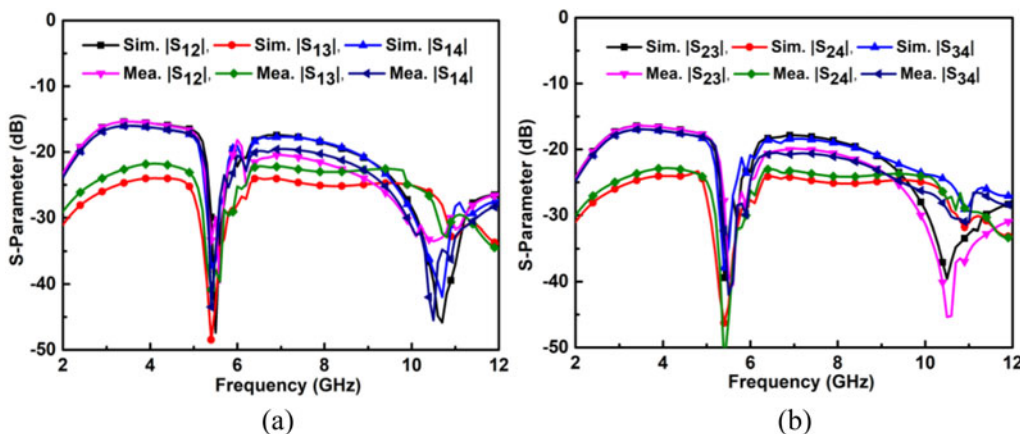 (a)
Sim. |S12|, Sim. |S13|, Sim. |S14|
Mea. |S12|, Mea. |S13|, Mea. |S14|
S-Parameter (dB)
0
-10
-20
-30
-40
-50
2 4 6 8 10 12
Frequency (GHz)
(a)
(b)
Sim. |S23|, Sim. |S24|, Sim. |S34|
Mea. |S23|, Mea. |S24|, Mea. |S34|
S-Parameter (dB)
0
-10
-20
-30
-40
-50
2 4 6 8 10 12
Frequency (GHz)
(b)